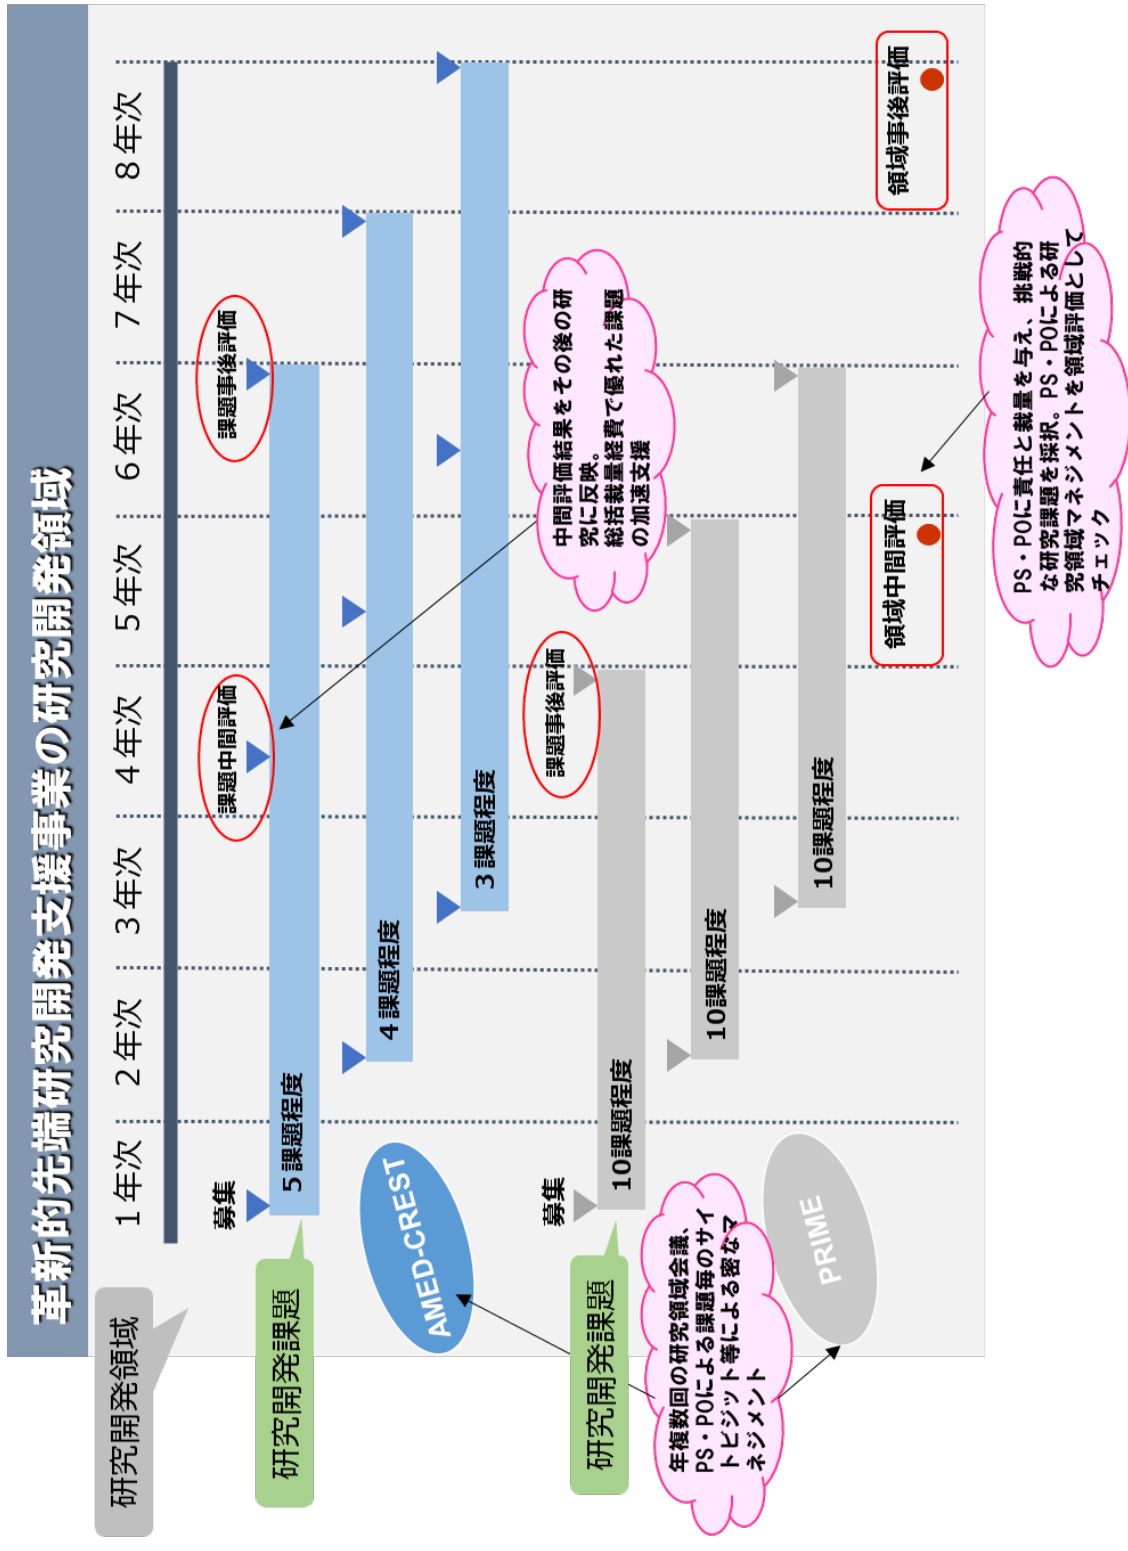 革新的先端研究開発支援事業の研究開発領域
研究開発領域
1年次
2年次
3年次
4年次
5年次
6年次
7年次
8年次
募集
課題中間評価
課題事後評価
研究開発課題
5課題程度
AMED-CREST
4課題程度
3課題程度
中間評価結果をその後の研
究に反映。
総括裁量経費で優れた課題
の加速支援
募集
課題事後評価
研究開発課題
10課題程度
10課題程度
10課題程度
年複数回の研究領域会議、
PS・POによる課題毎のサイ
トビジット等による密なマ
ネジメント
PRIME
領域中間評価
領域事後評価
PS・POに責任と裁量を与え、挑戦的
な研究課題を採択。PS・POによる研
究領域マネジメントを領域評価として
チェック